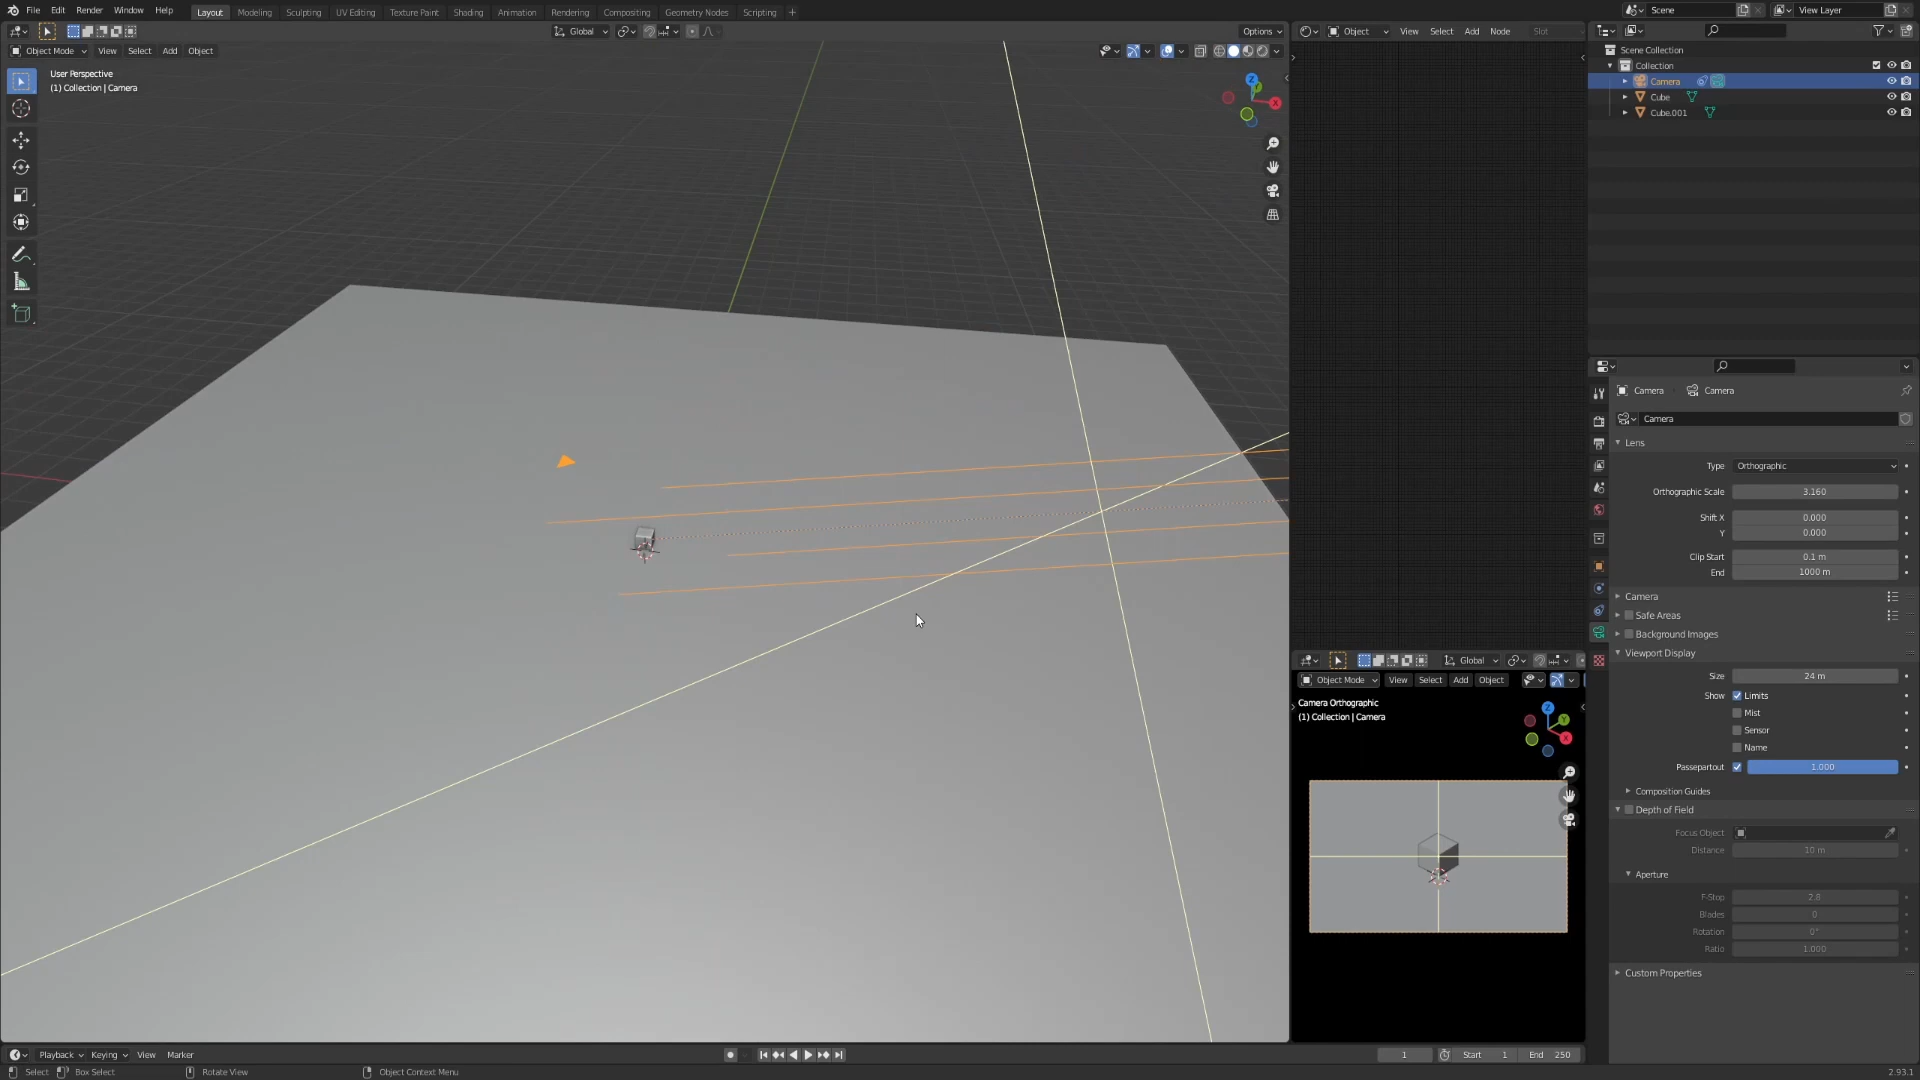 File Edit Render Window Help Layout Modeling Sculpting UV Editing Texture Paint Shading Animation Rendering Compositing Geometry Nodes Scripting + Scene View Layer
Global Options Object View Select Add Node Slot
Object Mode View Select Add Object
User Perspective
(1) Collection | Camera
Z
X
Scene Collection
Collection
Camera
Cube
Cube.001
Camera Camera
Camera
Lens
Type Orthographic
Orthographic Scale 3.160
Shift X 0.000
Y 0.000
Clip Start 0.1 m
End 1000 m
Camera
Safe Areas
Background Images
Viewport Display
Size 24 m
Show Limits
Mist
Sensor
Name
Passepartout 1.000
Composition Guides
Depth of Field
Focus Object
Distance 10 m
Aperture
F-Stop 2.8
Blades 0
Rotation 0°
Ratio 1.000
Custom Properties
Global
Object Mode View Select Add Object
Camera Orthographic
(1) Collection | Camera
Z
Y
X
Playback Keying View Marker 1 Start 1 End 250
Select Box Select Rotate View Object Context Menu 2.93.1